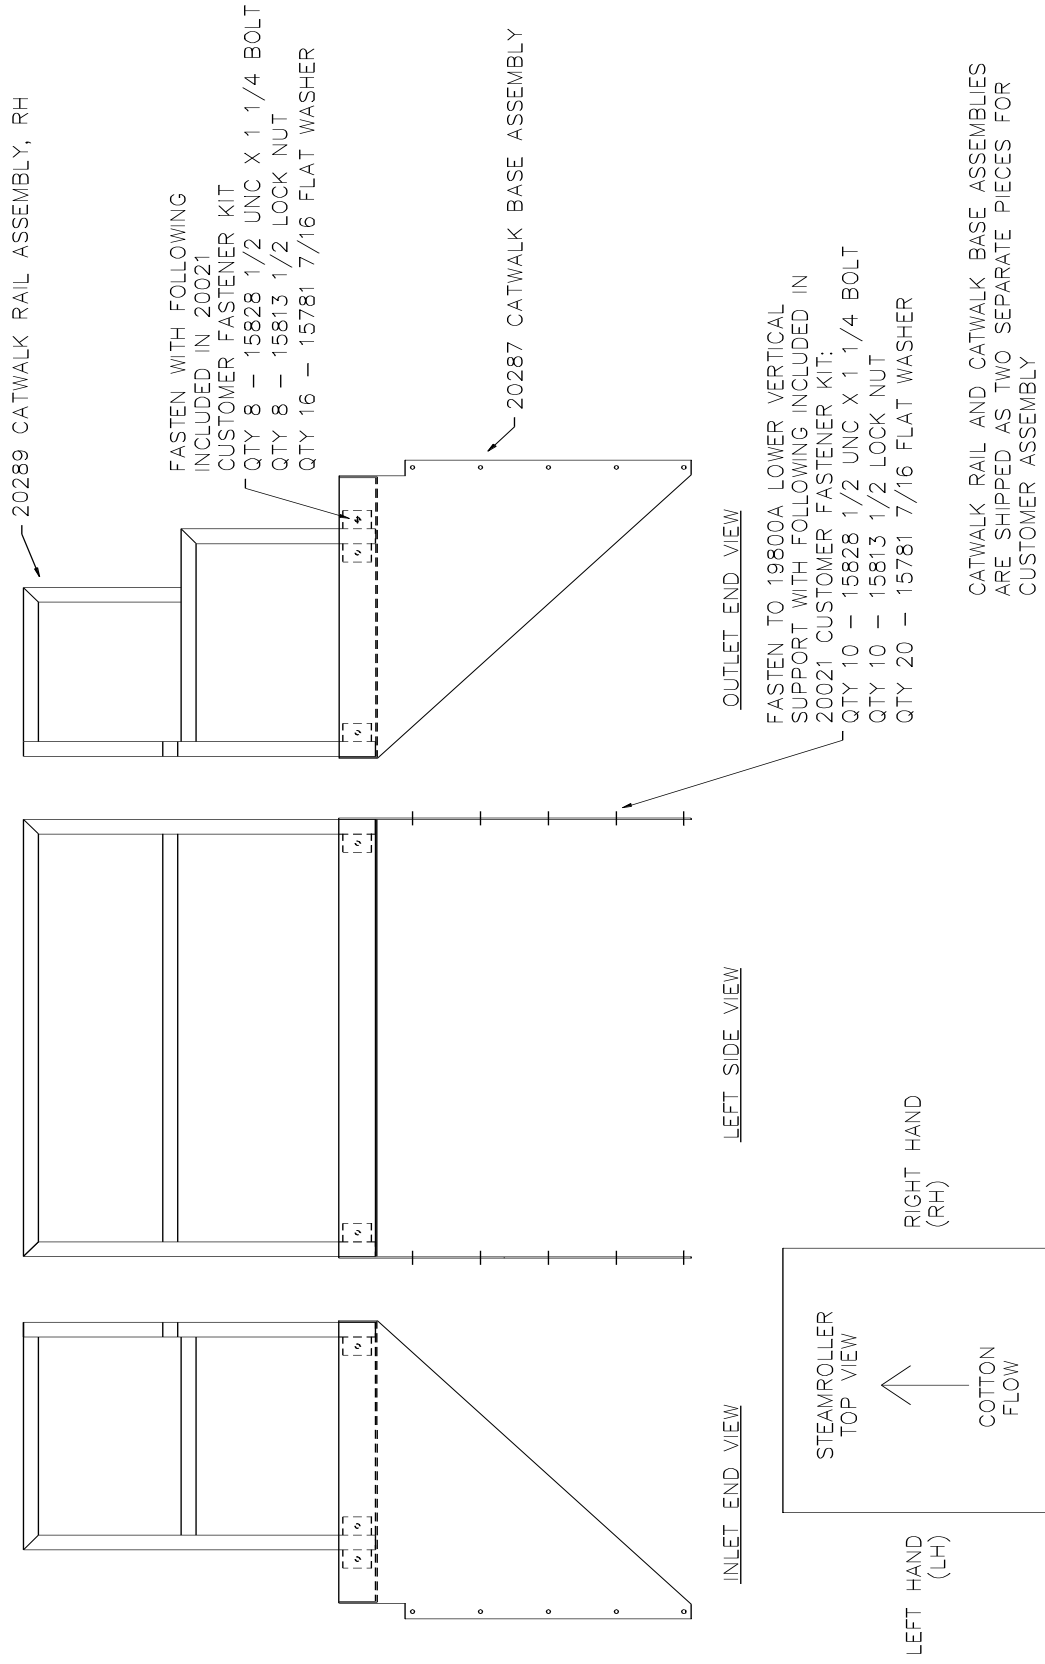 20289 CATWALK RAIL ASSEMBLY, RH
FASTEN WITH FOLLOWING
INCLUDED IN 20021
CUSTOMER FASTENER KIT
QTY 8 – 15828 1/2 UNC X 1 1/4 BOLT
QTY 8 – 15813 1/2 LOCK NUT
QTY 16 – 15781 7/16 FLAT WASHER
20287 CATWALK BASE ASSEMBLY
INLET END VIEW
LEFT SIDE VIEW
OUTLET END VIEW
FASTEN TO 19800A LOWER VERTICAL
SUPPORT WITH FOLLOWING INCLUDED IN
20021 CUSTOMER FASTENER KIT:
QTY 10 – 15828 1/2 UNC X 1 1/4 BOLT
QTY 10 – 15813 1/2 LOCK NUT
QTY 20 – 15781 7/16 FLAT WASHER
LEFT HAND
(LH)
STEAMROLLER
TOP VIEW
COTTON
FLOW
RIGHT HAND
(RH)
CATWALK RAIL AND CATWALK BASE ASSEMBLIES
ARE SHIPPED AS TWO SEPARATE PIECES FOR
CUSTOMER ASSEMBLY